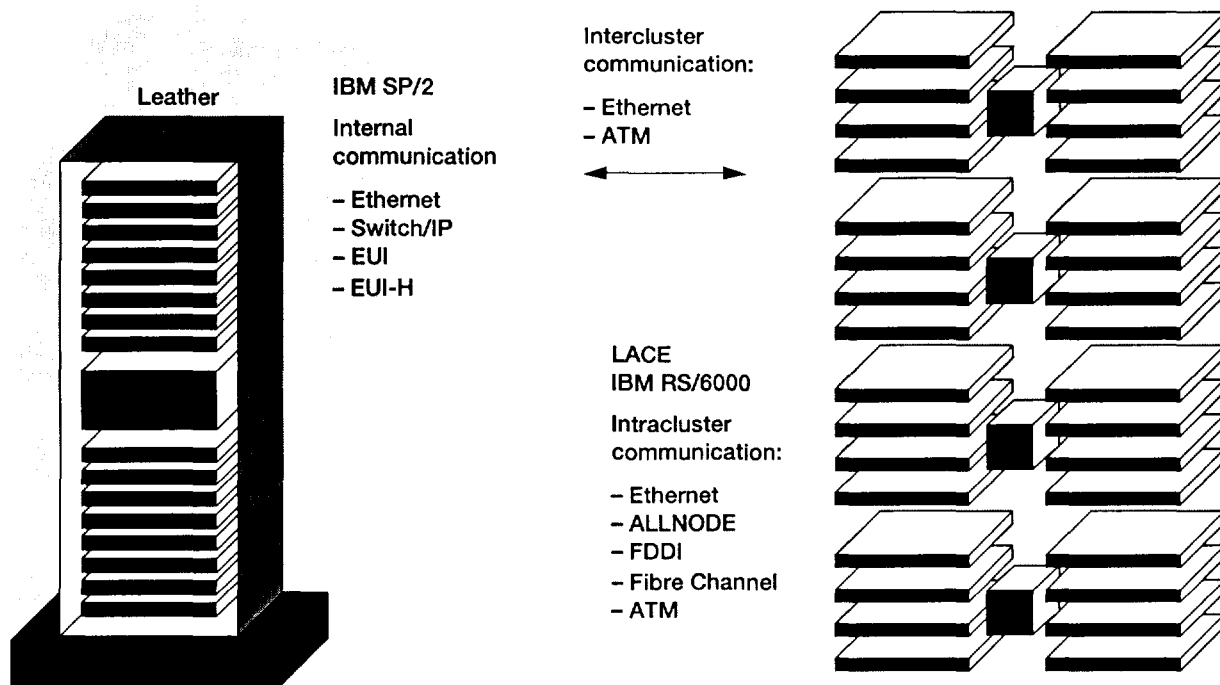 Leather
IBM SP/2
Internal
communication
– Ethernet
– Switch/IP
– EUI
– EUI-H
Intercluster
communication:
– Ethernet
– ATM
LACE
IBM RS/6000
Intracluster
communication:
– Ethernet
– ALLNODE
– FDDI
– Fibre Channel
– ATM